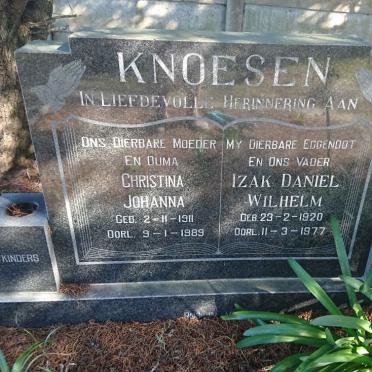 KNOESEN
IN LIEFDEVOLLE HERINNERING AAN
ONS DIERBARE MOEDER
EN OUMA
CHRISTINA
JOHANNA
GEB. 2-11-1911
OORL. 9-1-1989
MY DIERBARE EGGENOOT
EN ONS VADER
IZAK DANIEL
WILHELM
GEB 23-2-1920
OORL. 11-3-1977
KINDERS